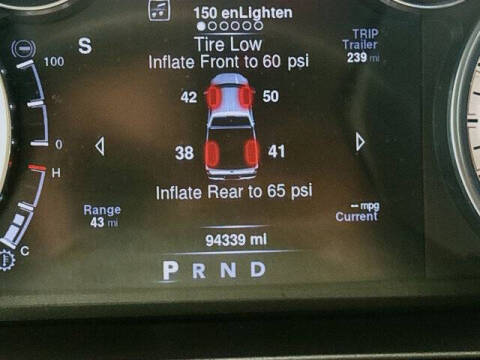 150 enLighten
S
TRIP
Trailer
239 mi
Tire Low
Inflate Front to 60 psi
100
42
50
0
38
41
H
Inflate Rear to 65 psi
Range
43 mi
-- mpg
Current
94339 mi
C
P R N D